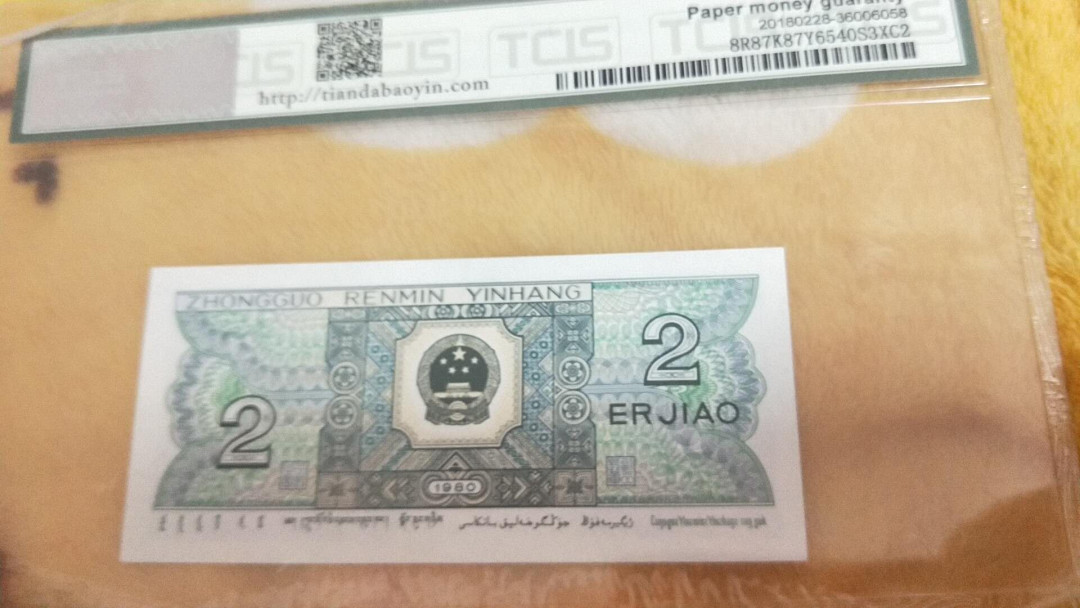 Paper money guaranty
20180228-36006058
TCIS
8R87K87Y6540S3XC2
http://tiandabaoyin.com
ZHONGGUO RENMIN YINHANG
2
2
ERJIAO
1980